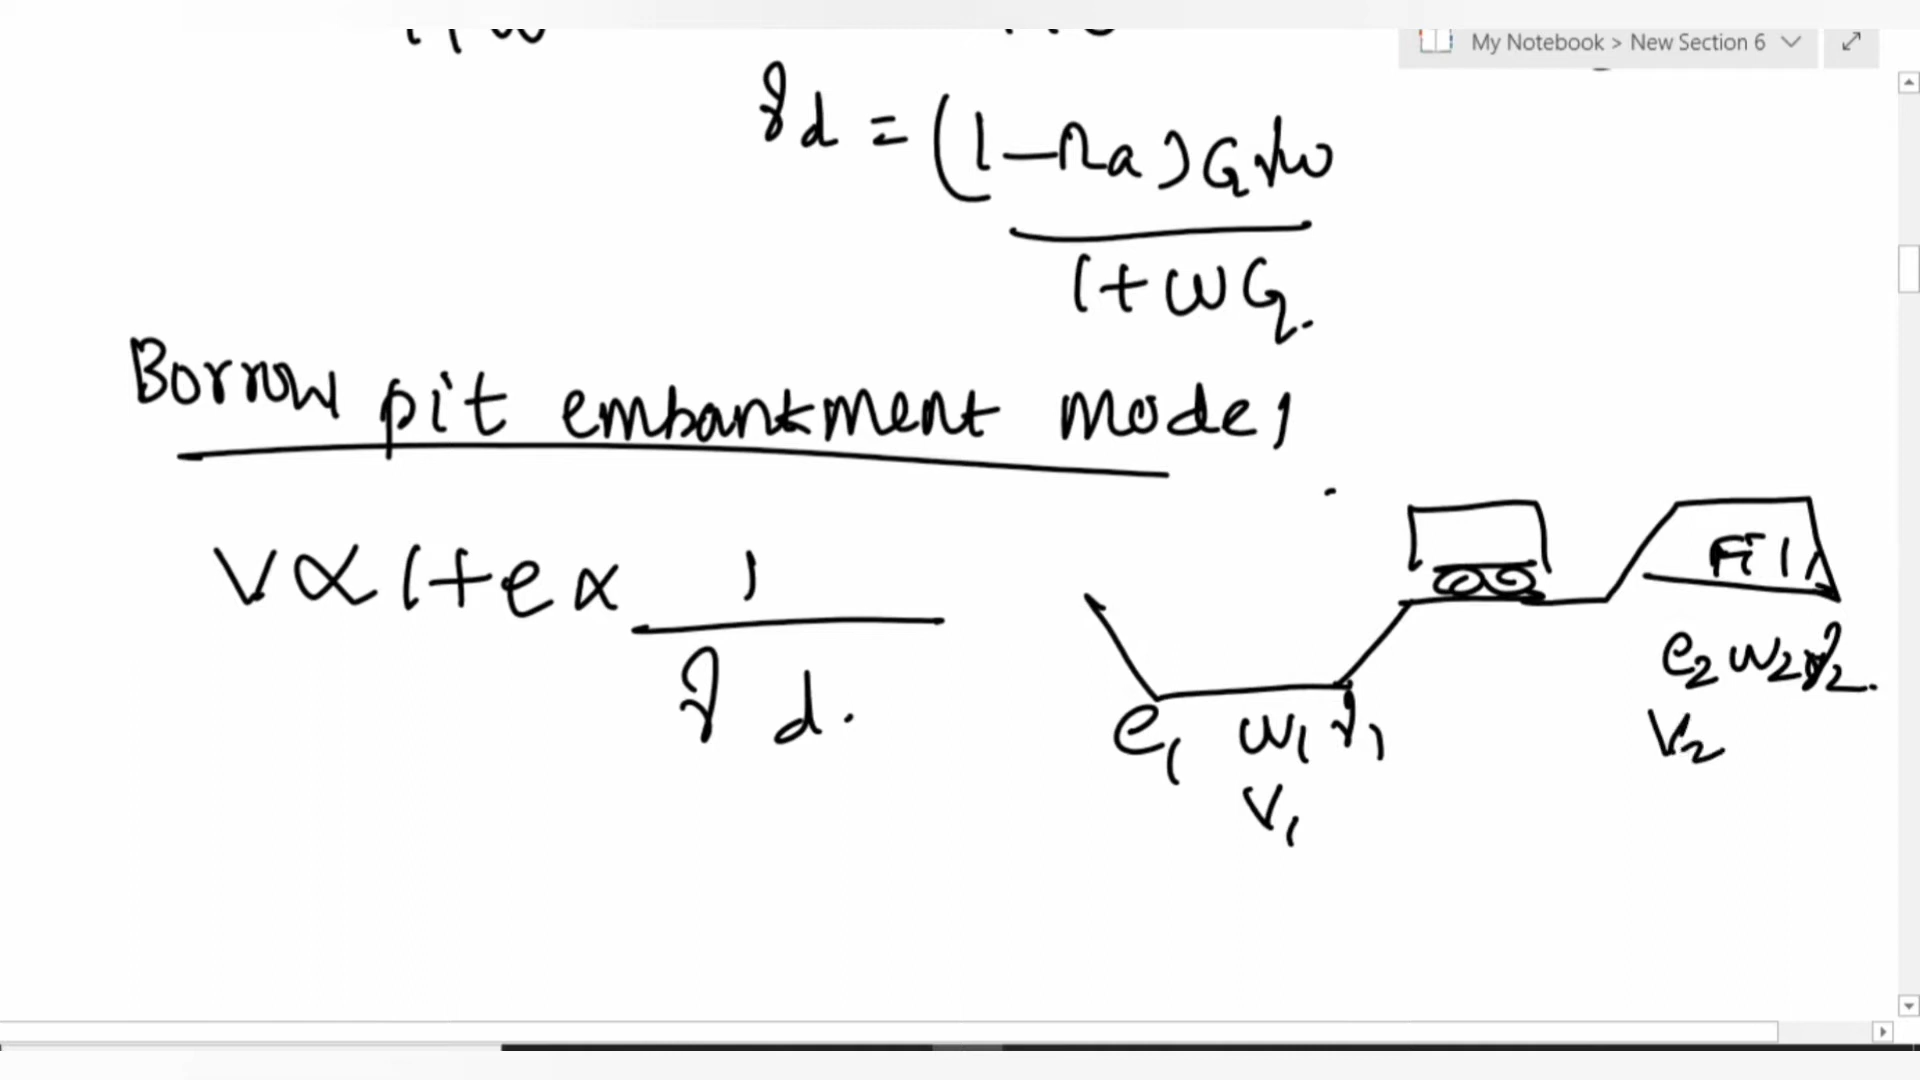 My Notebook > New Section 6
γd = (1-na)Gγw
1+wG.
Borrow pit embankment model
V∝1+e∝ 1
γd.
Fill
e2 w2 γ2.
V2
e1 w1 γ1
V1